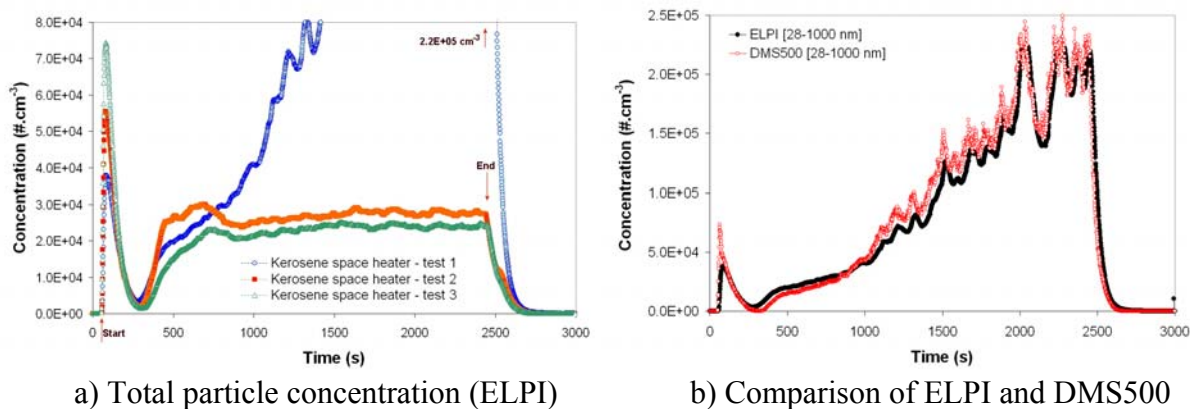 8.0E+04
7.0E+04
6.0E+04
5.0E+04
4.0E+04
3.0E+04
2.0E+04
1.0E+04
0.0E+00
Concentration (#.cm-3)
2.2E+05 cm-3
End
Kerosene space heater - test 1
Kerosene space heater - test 2
Kerosene space heater - test 3
Start
0 500 1000 1500 2000 2500 3000
Time (s)
a) Total particle concentration (ELPI)
2.5E+05
2.0E+05
1.5E+05
1.0E+05
5.0E+04
0.0E+00
Concentration (#.cm-3)
ELPI [28-1000 nm]
DMS500 [28-1000 nm]
0 500 1000 1500 2000 2500 3000
Time (s)
b) Comparison of ELPI and DMS500